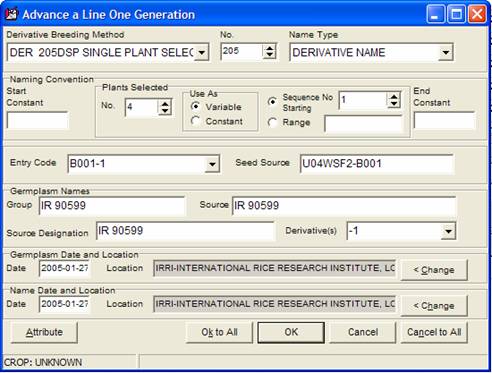 Advance a Line One Generation
Derivative Breeding Method No. Name Type
DER 205DSP SINGLE PLANT SELEC 205 DERIVATIVE NAME
Naming Convention
Start Constant
Plants Selected
No. 4
Use As
Variable
Constant
Sequence No Starting 1
Range
End Constant
Entry Code B001-1 Seed Source U04WSF2-B001
Germplasm Names
Group IR 90599 Source IR 90599
Source Designation IR 90599 Derivative(s) -1
Germplasm Date and Location
Date 2005-01-27 Location IRRI-INTERNATIONAL RICE RESEARCH INSTITUTE, LO < Change
Name Date and Location
Date 2005-01-27 Location IRRI-INTERNATIONAL RICE RESEARCH INSTITUTE, LO < Change
Attribute Ok to All OK Cancel Cancel to All
CROP: UNKNOWN